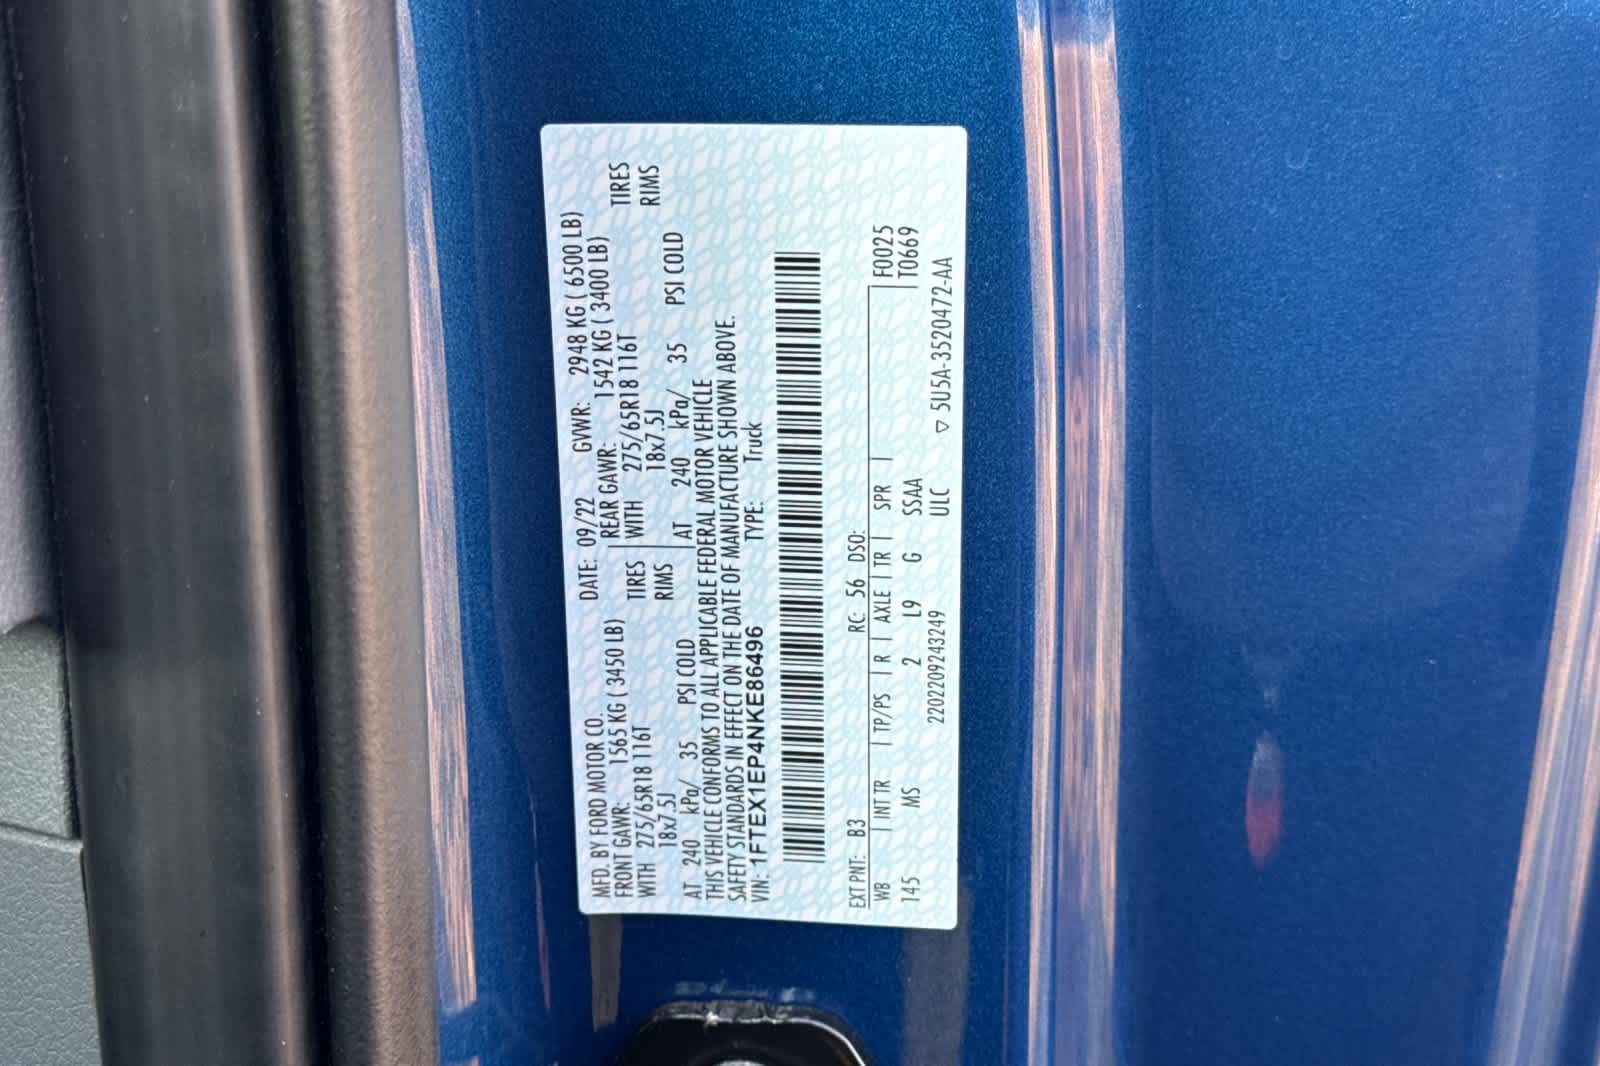 MFD. BY FORD MOTOR CO. DATE: 09/22 GVWR: 2948 KG ( 6500 LB)
FRONT GAWR: 1565 KG ( 3450 LB) REAR GAWR: 1542 KG ( 3400 LB)
WITH 275/65R18 116T TIRES WITH 275/65R18 116T TIRES
18x7.5J RIMS 18x7.5J RIMS
AT 240 kPa/ 35 PSI COLD AT 240 kPa/ 35 PSI COLD
THIS VEHICLE CONFORMS TO ALL APPLICABLE FEDERAL MOTOR VEHICLE
SAFETY STANDARDS IN EFFECT ON THE DATE OF MANUFACTURE SHOWN ABOVE.
VIN: 1FTEX1EP4NKE86496 TYPE: Truck
EXT PNT: B3 RC: 56 DSO: F0025
WB INT TR TP/PS R AXLE TR SPR T0669
145 MS 2 L9 G SSAA
2202209243249 ULC ▽ 5U5A-3520472-AA